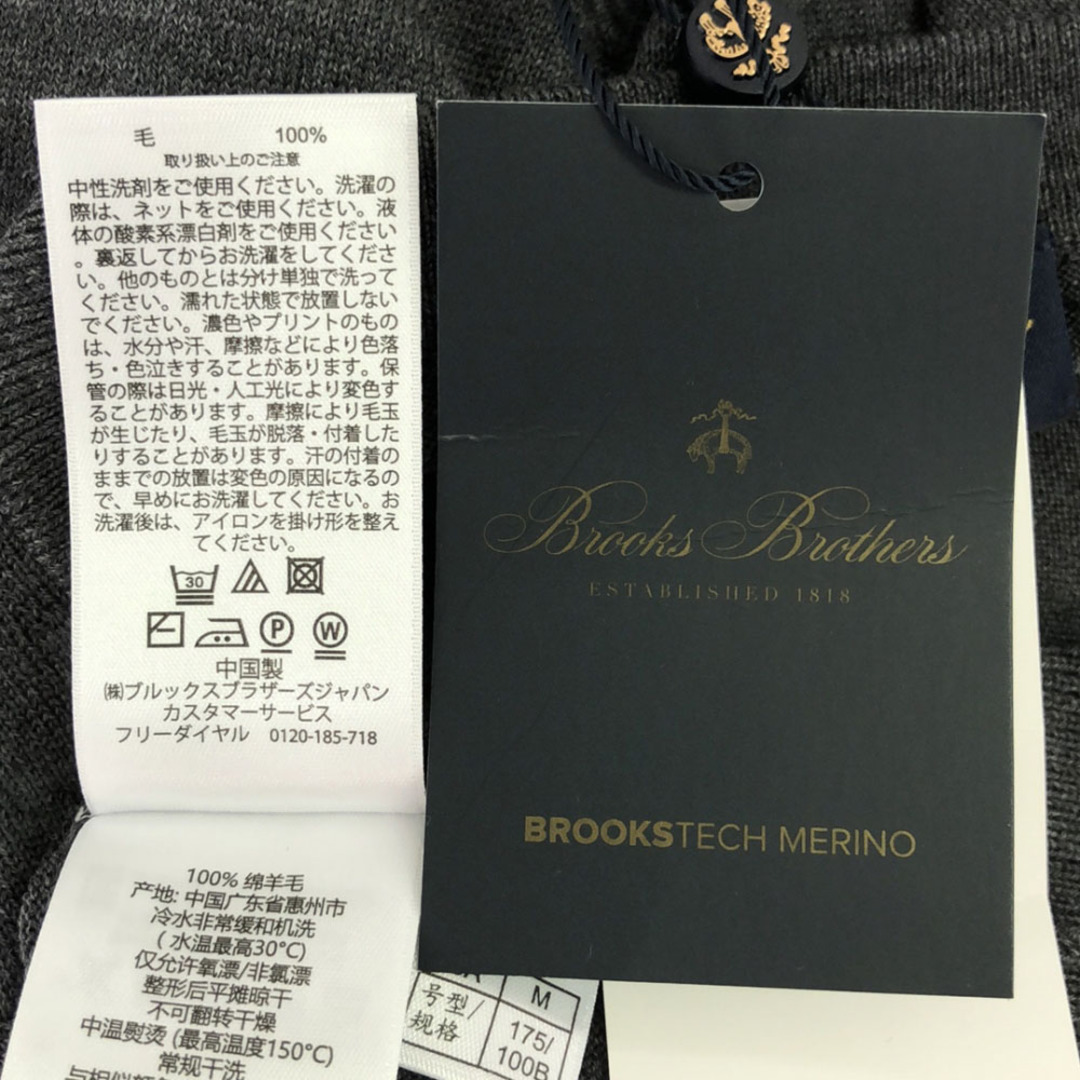 毛 100%
取り扱い上のご注意
中性洗剤をご使用ください。洗濯の
際は、ネットをご使用ください。液
体の酸素系漂白剤をご使用ください
。裏返してからお洗濯をしてくださ
い。他のものとは分け単独で洗って
ください。濡れた状態で放置しない
でください。濃色やプリントのもの
は、水分や汗、摩擦などにより色落
ち・色泣きすることがあります。保
管の際は日光・人工光により変色す
ることがあります。摩擦により毛玉
が生じたり、毛玉が脱落・付着した
りすることがあります。汗の付着の
ままでの放置は変色の原因になるの
で、早めにお洗濯してください。お
洗濯後は、アイロンを掛け形を整え
てください。
30
P W
中国製
㈱ブルックスブラザーズジャパン
カスタマーサービス
フリーダイヤル 0120-185-718
100% 绵羊毛
产地: 中国广东省惠州市
冷水非常缓和机洗
(水温最高30°C)
仅允许氧漂/非氯漂
整形后平摊晾干
不可翻转干燥
中温熨烫 (最高温度150°C)
常规干洗
M
号型/
规格
175/
100B
Brooks Brothers
ESTABLISHED 1818
BROOKSTECH MERINO